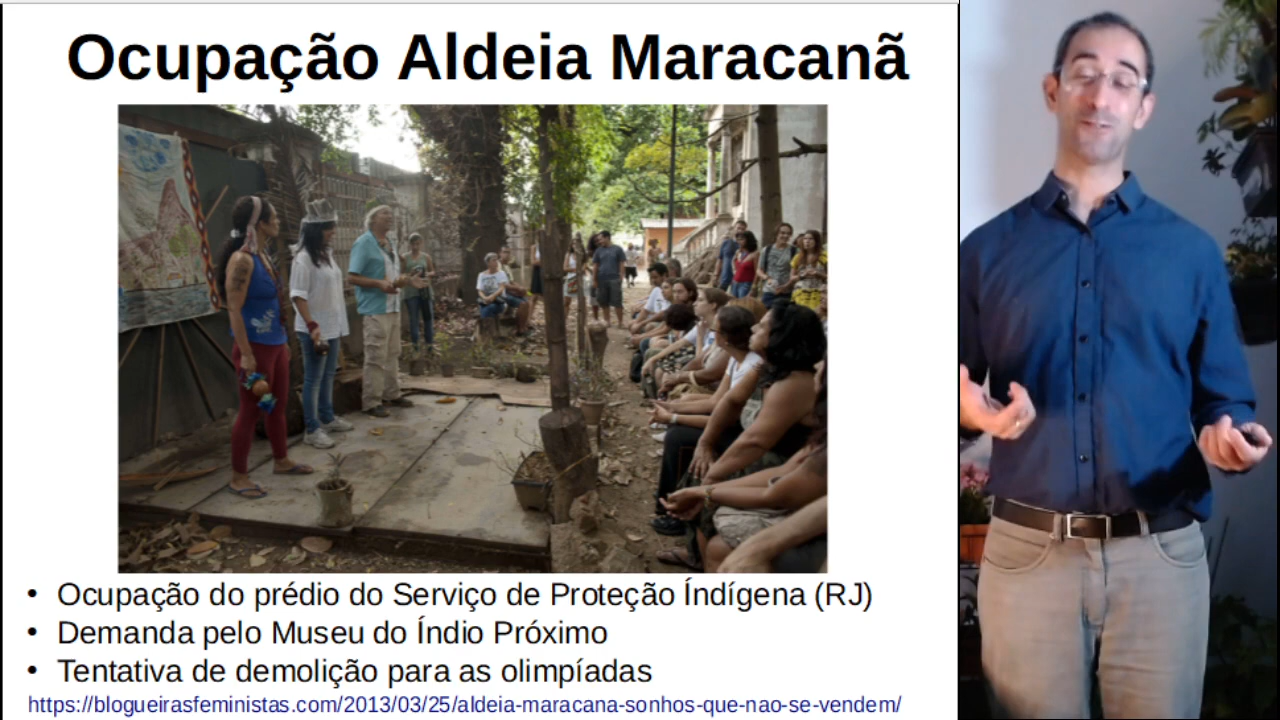 Ocupação Aldeia Maracanã
• Ocupação do prédio do Serviço de Proteção Índígena (RJ)
• Demanda pelo Museu do Índio Próximo
• Tentativa de demolição para as olimpíadas
https://blogueirasfeministas.com/2013/03/25/aldeia-maracana-sonhos-que-nao-se-vendem/